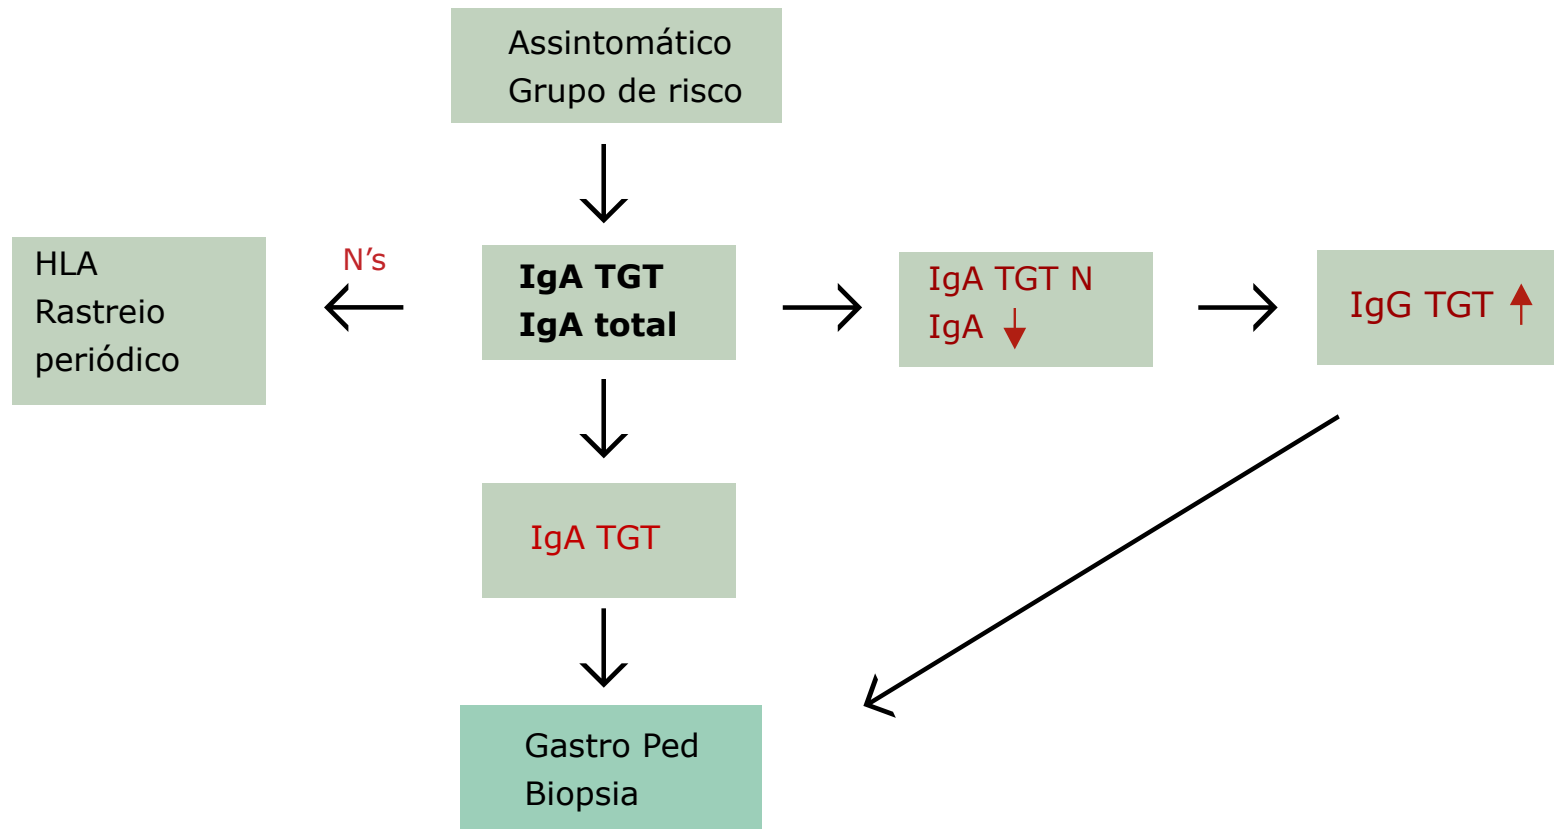 Assintomático
Grupo de risco
HLA
Rastreio
periódico
N’s
IgA TGT
IgA total
IgA TGT N
IgA
IgG TGT
IgA TGT
Gastro Ped
Biopsia